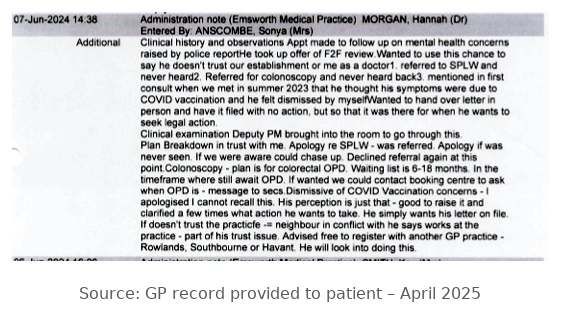 07-Jun-2024 14:38 Administration note (Emsworth Medical Practice) MORGAN, Hannah (Dr)
Entered By: ANSCOMBE, Sonya (Mrs)
Additional Clinical history and observations Appt made to follow up on mental health concerns
raised by police reportHe took up offer of F2F review.Wanted to use this chance to
say he doesn't trust our establishment or me as a doctor1. referred to SPLW and
never heard2. Referred for colonoscopy and never heard back3. mentioned in first
consult when we met in summer 2023 that he thought his symptoms were due to
COVID vaccination and he felt dismissed by myselfWanted to hand over letter in
person and have it filed with no action, but so that it was there for when he wants to
seek legal action.
Clinical examination Deputy PM brought into the room to go through this.
Plan Breakdown in trust with me. Apology re SPLW - was referred. Apology if was
never seen. If we were aware could chase up. Declined referral again at this
point.Colonoscopy - plan is for colorectal OPD. Waiting list is 6-18 months. In the
timeframe where still await OPD. If wanted we could contact booking centre to ask
when OPD is - message to secs.Dismissive of COVID Vaccination concerns - I
apologised I cannot recall this. His perception is just that - good to raise it and
clarified a few times what action he wants to take. He simply wants his letter on file.
If doesn't trust the practicfe -= neighbour in conflict with he says works at the
practice - part of his trust issue. Advised free to register with another GP practice -
Rowlands, Southbourne or Havant. He will look into doing this.
Source: GP record provided to patient – April 2025